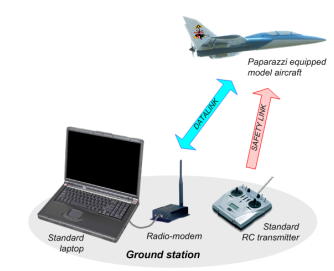 Paparazzi equipped
model aircraft
DATALINK
SAFETY LINK
Standard
laptop
Radio-modem
Standard
RC transmitter
Ground station